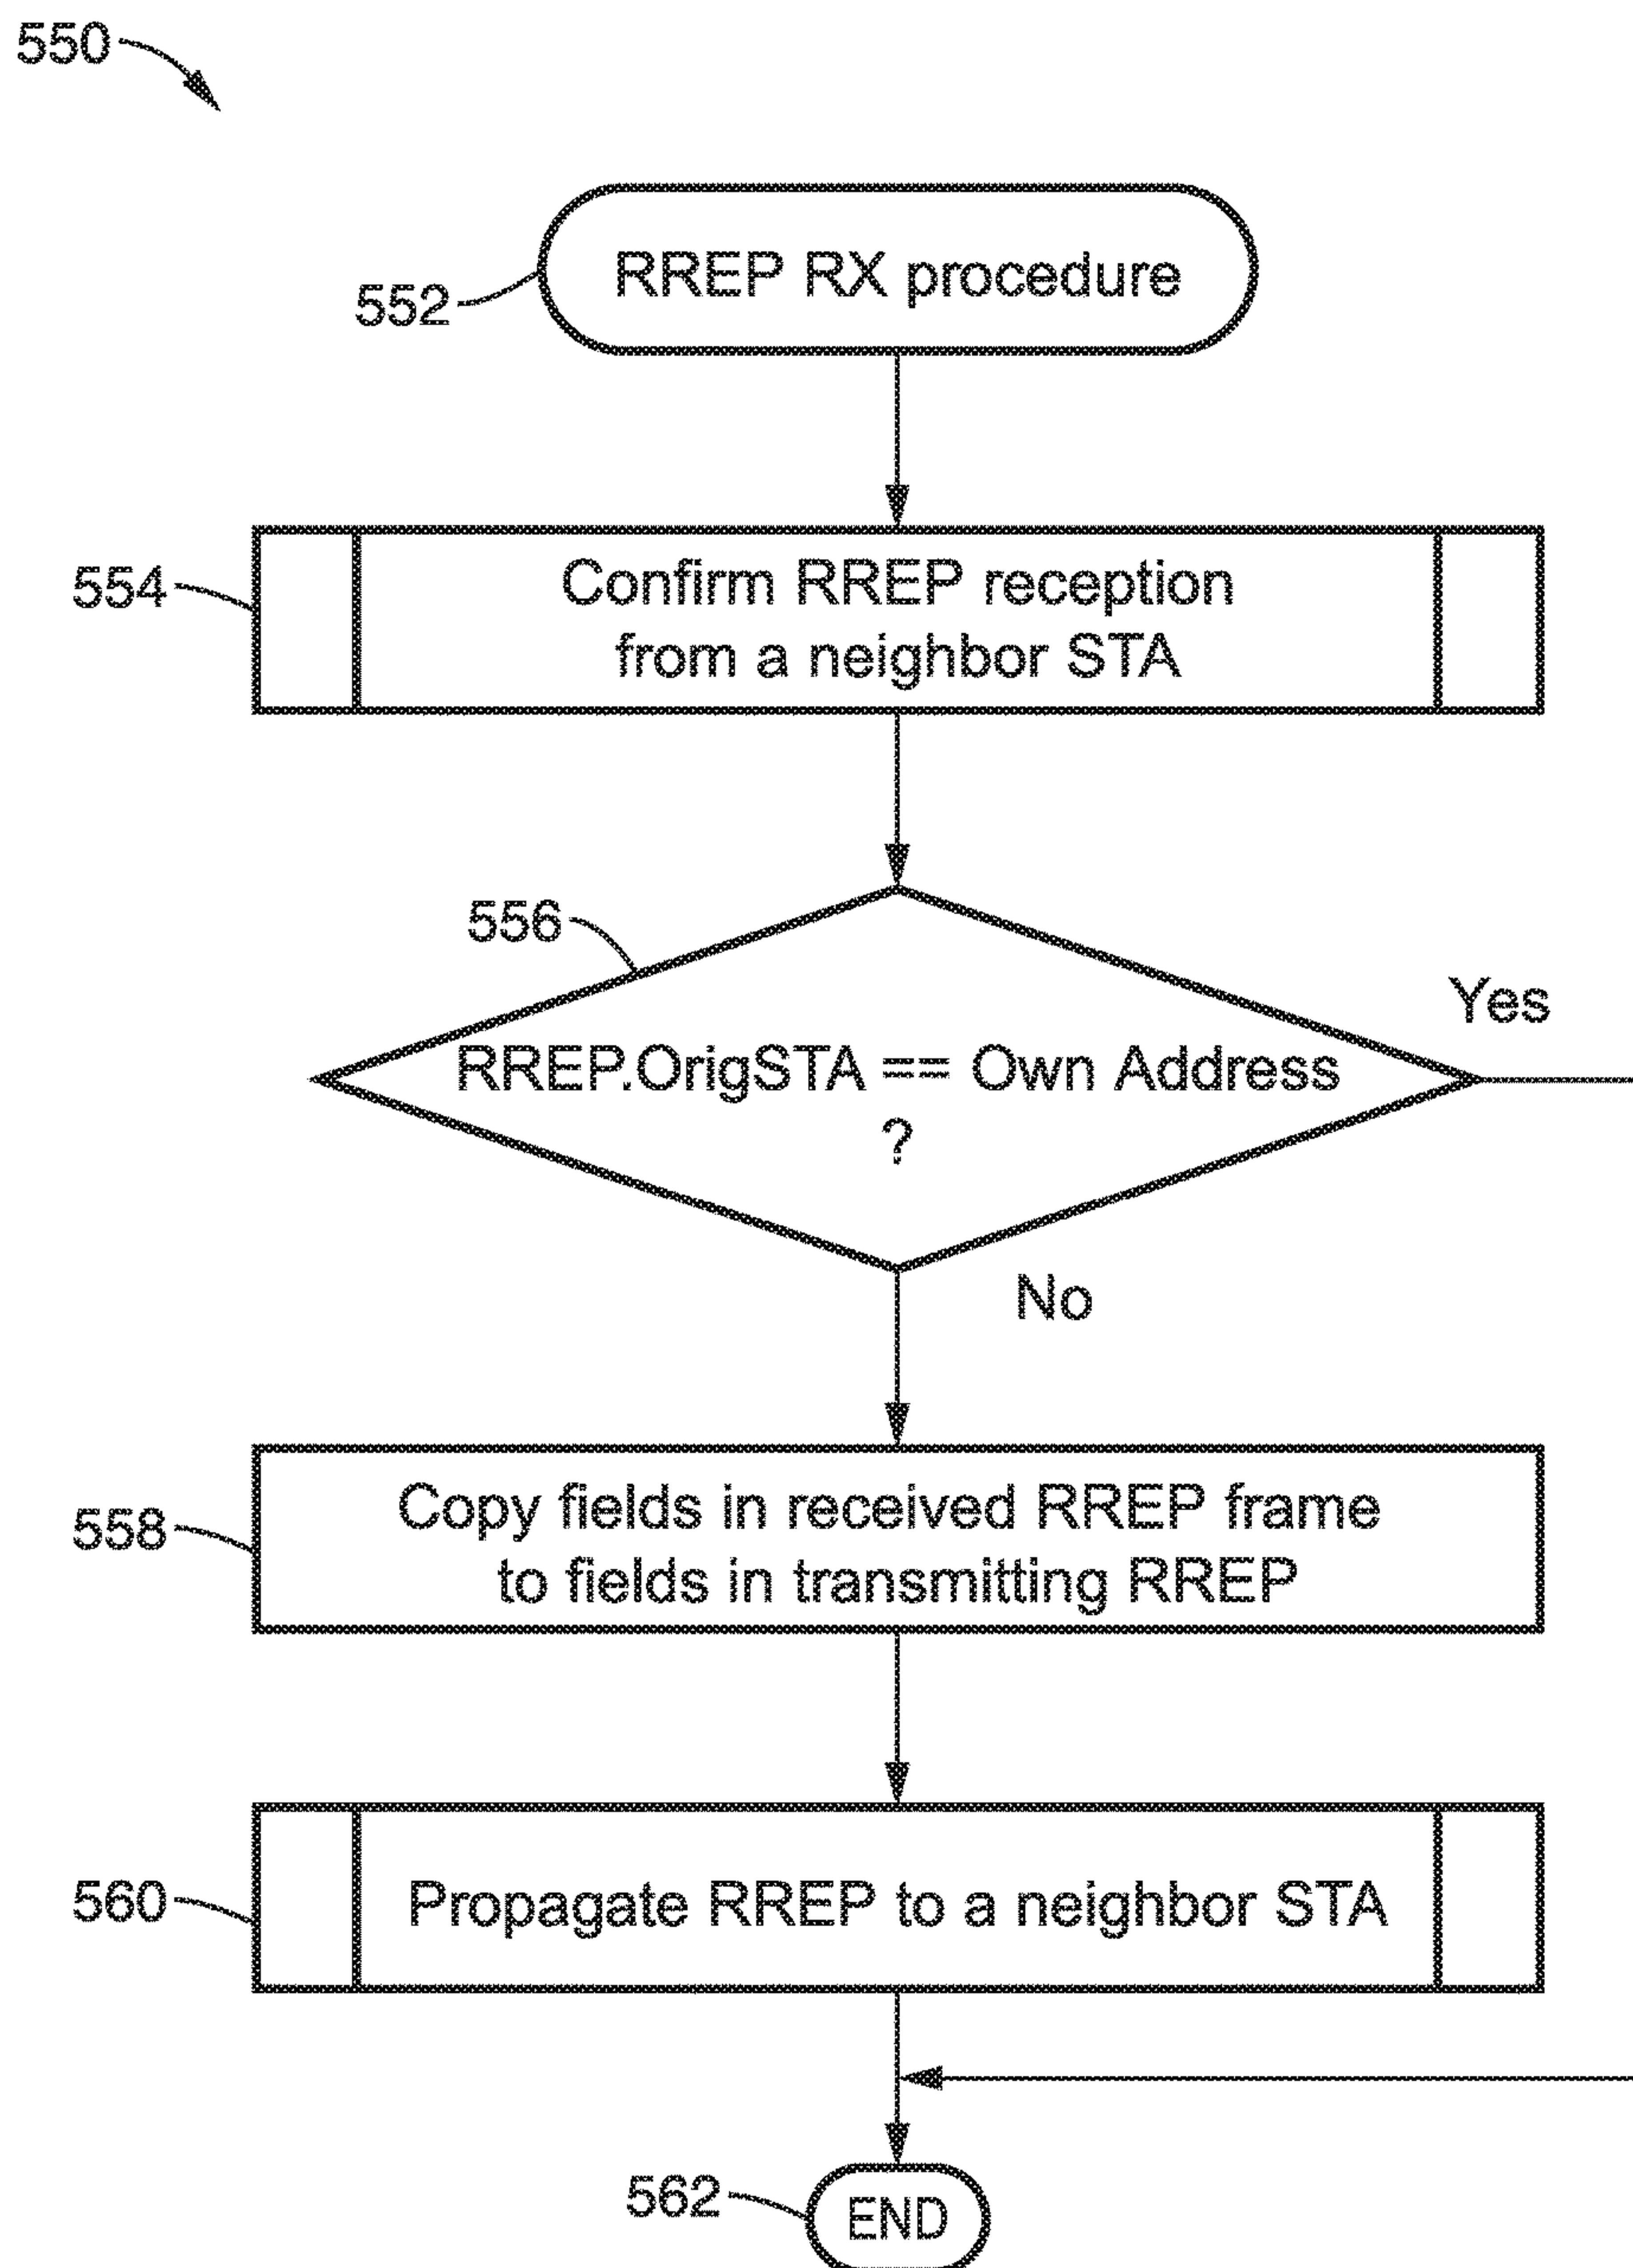 550
RREP RX procedure
552
554
Confirm RREP reception
from a neighbor STA
556
Yes
RREP.OrigSTA == Own Address
?
No
558
Copy fields in received RREP frame
to fields in transmitting RREP
560
Propagate RREP to a neighbor STA
562
END